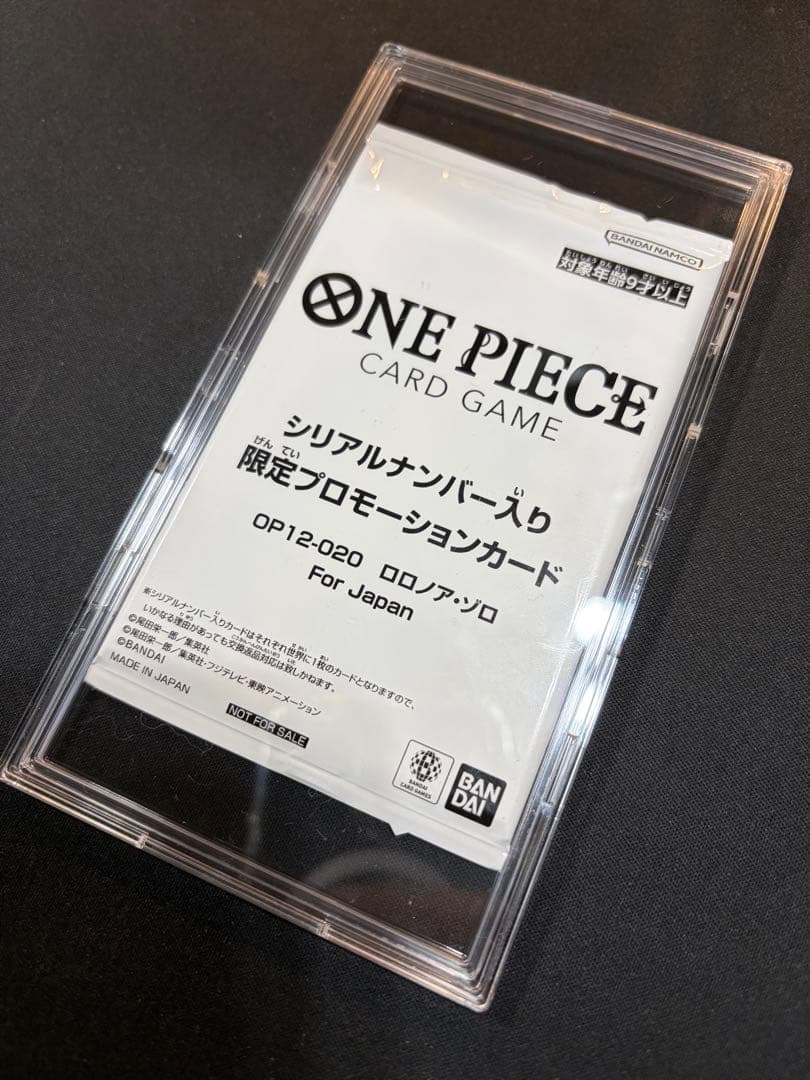 BANDAI NAMCO
対象年齢9才以上
ONE PIECE
CARD GAME
シリアルナンバー入り
限定プロモーションカード
OP12-020 ロロノア・ゾロ
For Japan
※シリアルナンバー入りカードはそれぞれ世界に1枚のカードとなりますので、
いかなる理由があっても交換返品対応は致しかねます。
©尾田栄一郎/集英社
©尾田栄一郎/集英社・フジテレビ・東映アニメーション
©BANDAI
MADE IN JAPAN
NOT FOR SALE
BANDAI
CARD GAMES
BAN
DAI